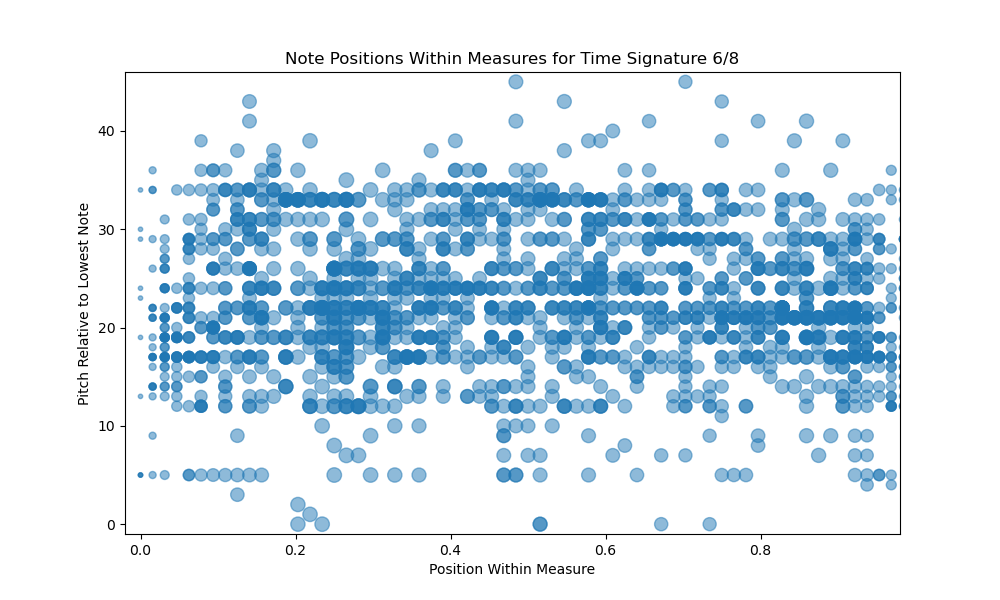 Note Positions Within Measures for Time Signature 6/8
40
30
20
10
0
Pitch Relative to Lowest Note
0.0 0.2 0.4 0.6 0.8
Position Within Measure